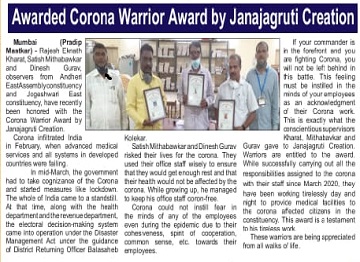 Awarded Corona Warrior Award by Janajagruti Creation
Mumbai (Pradip
Mastkar) - Rajesh Eknath
Kharat, Satish Mithabawkar
and Dinesh Gurav,
observers from Andheri
East Assembly constituency
and Jogeshwari East
constituency, have recently
been honored with the
Corona Warrior Award by
Janajagruti Creation.
Corona infiltrated India
in February, when advanced
medical services and all
systems in developed
countries were failing.
In mid-March, the government
had to take cognizance of the Corona
and started measures like lockdown.
The whole of India came to a standstill.
At that time, along with the health
department and the revenue department,
the electoral decision-making system
came into operation under the Disaster
Management Act under the guidance
of District Returning Officer Balasaheb
Kolekar.
Satish Mithabawkar and Dinesh Gurav
risked their lives for the corona. They
used their office staff wisely to ensure
that they would get enough rest and that
their health would not be affected by the
corona. While growing up, he managed
to keep his office staff coron-free.
Corona could not instill fear in
the minds of any of the employees
even during the epidemic due to their
cohesiveness, spirit of cooperation,
common sense, etc. towards their
employees.
If your commander is
in the forefront and you
are fighting Corona, you
will not be left behind in
this battle. This feeling
must be instilled in the
minds of your employees
as an acknowledgment
of their Corona work.
This is exactly what the
conscientious supervisors
Kharat, Mithabawkar and
Gurav gave to Janajagruti Creation.
Warriors are entitled to the award.
While successfully carrying out all the
responsibilities assigned to the corona
with their staff since March 2020, they
have been working tirelessly day and
night to provide medical facilities to
the corona affected citizens in the
constituency. This award is a testament
to his tireless work.
These warriors are being appreciated
from all walks of life.